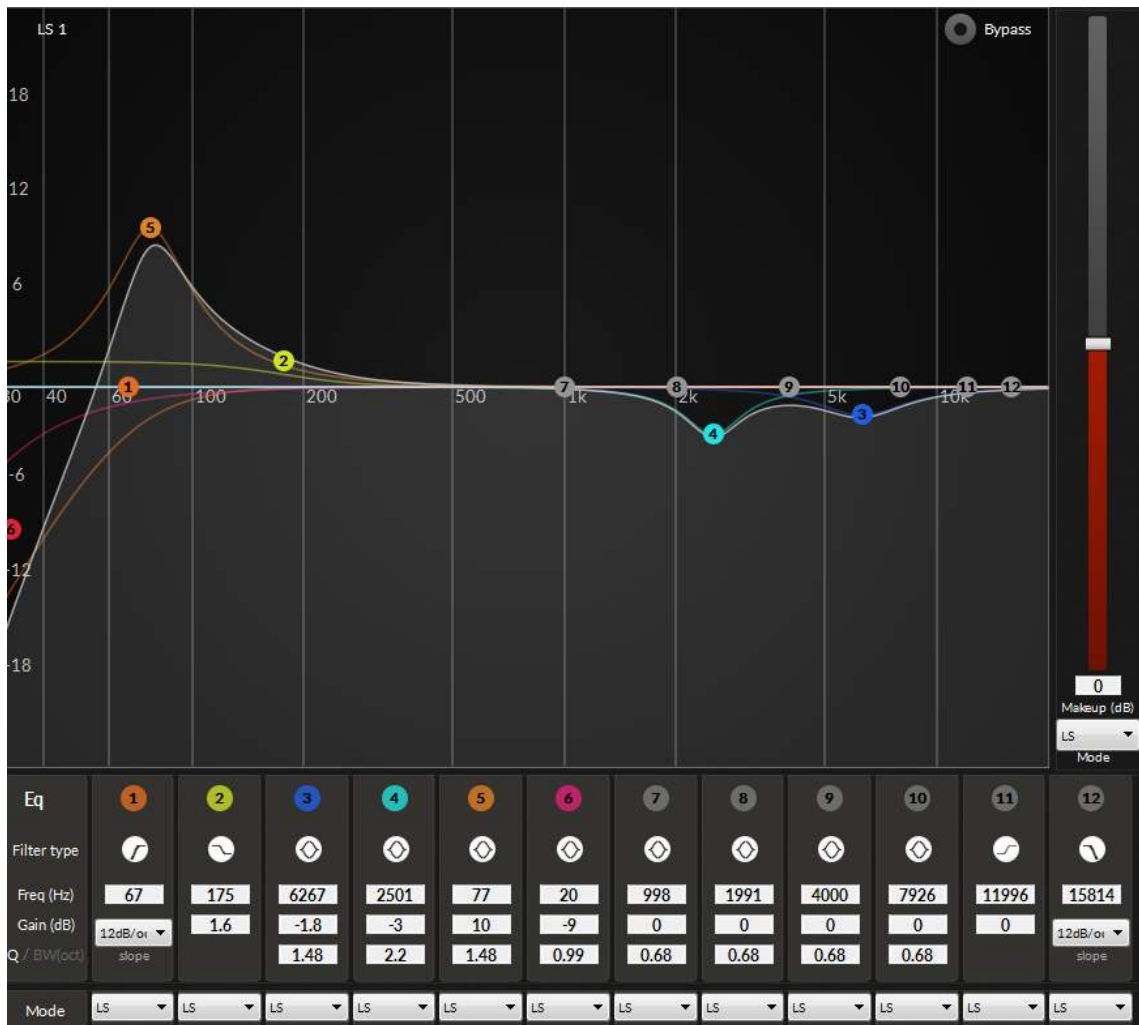 LS 1
Bypass
18
12
5
6
2
1
7
8
9
10
11
12
40
60
100
200
500
1k
2k
5k
10k
3
4
-6
6
-12
-18
0
Makeup (dB)
LS
Mode
Eq 1 2 3 4 5 6 7 8 9 10 11 12
Filter type
Freq (Hz) 67 175 6267 2501 77 20 998 1991 4000 7926 11996 15814
Gain (dB) 12dB/o 1.6 -1.8 -3 10 -9 0 0 0 0 0 12dB/o
Q / BW(oct) slope 1.48 2.2 1.48 0.99 0.68 0.68 0.68 0.68 slope
Mode LS LS LS LS LS LS LS LS LS LS LS LS